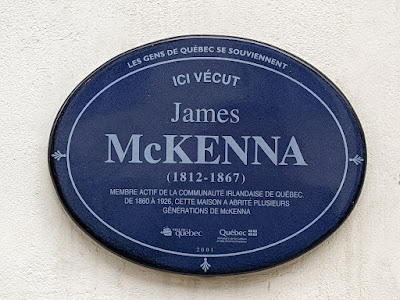 LES GENS DE QUÉBEC SE SOUVIENNENT
ICI VÉCUT
James
McKENNA
(1812-1867)
MEMBRE ACTIF DE LA COMMUNAUTÉ IRLANDAISE DE QUÉBEC.
DE 1860 À 1926, CETTE MAISON A ABRITÉ PLUSIEURS
GÉNÉRATIONS DE McKENNA
québec Québec
2001